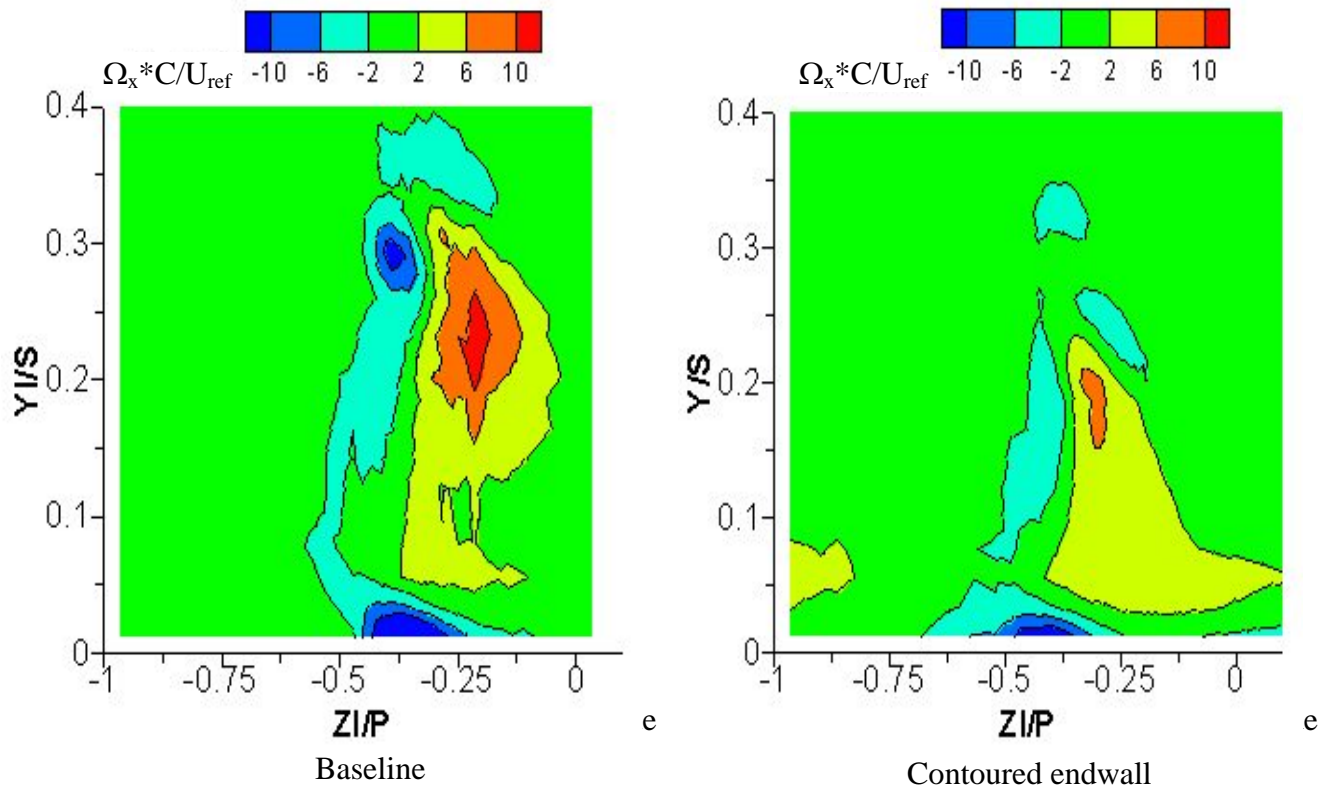 Ωx*C/Uref -10 -6 -2 2 6 10
0.4
0.3
0.2
0.1
0
YI/S
-1 -0.75 -0.5 -0.25 0
ZI/P
e
Baseline
Ωx*C/Uref -10 -6 -2 2 6 10
0.4
0.3
0.2
0.1
0
Y/S
-1 -0.75 -0.5 -0.25 0
ZI/P
e
Contoured endwall